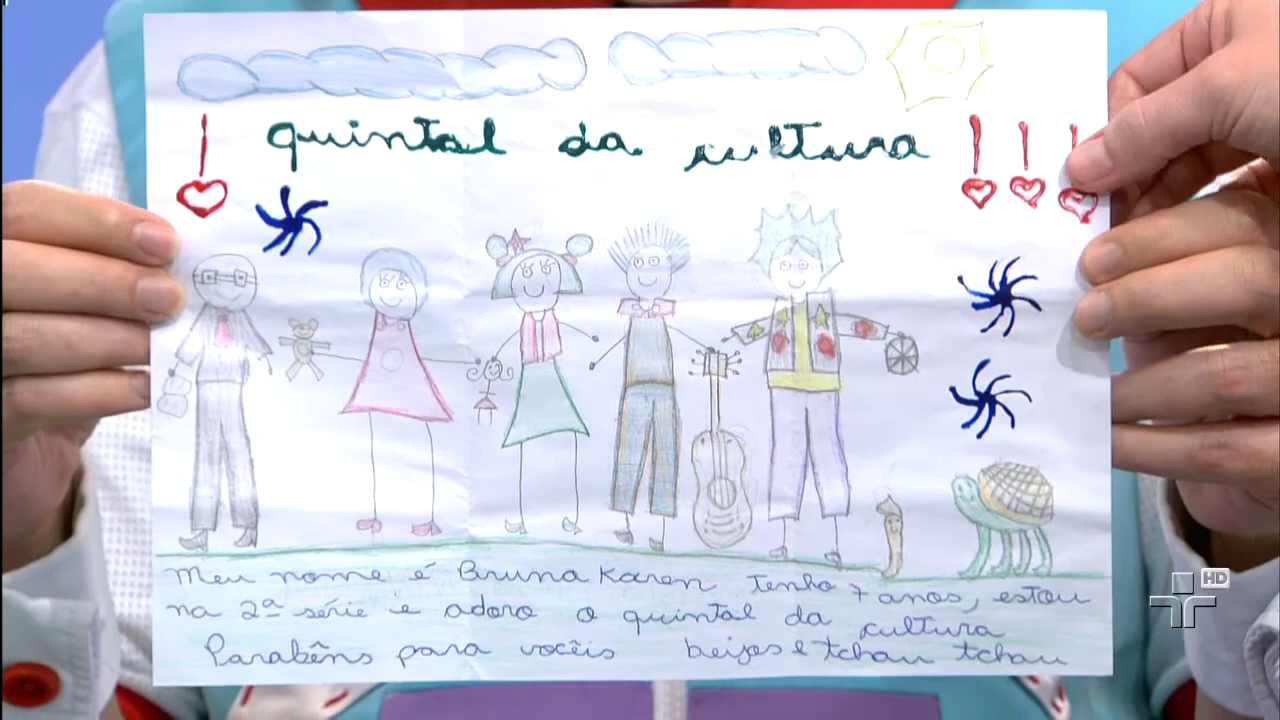 quintal da cultura
Meu nome é Bruna Karen tenho 7 anos, estou
na 2ª série e adoro o quintal da cultura
Parabêns para vocêis beijos e tchau tchau
HD